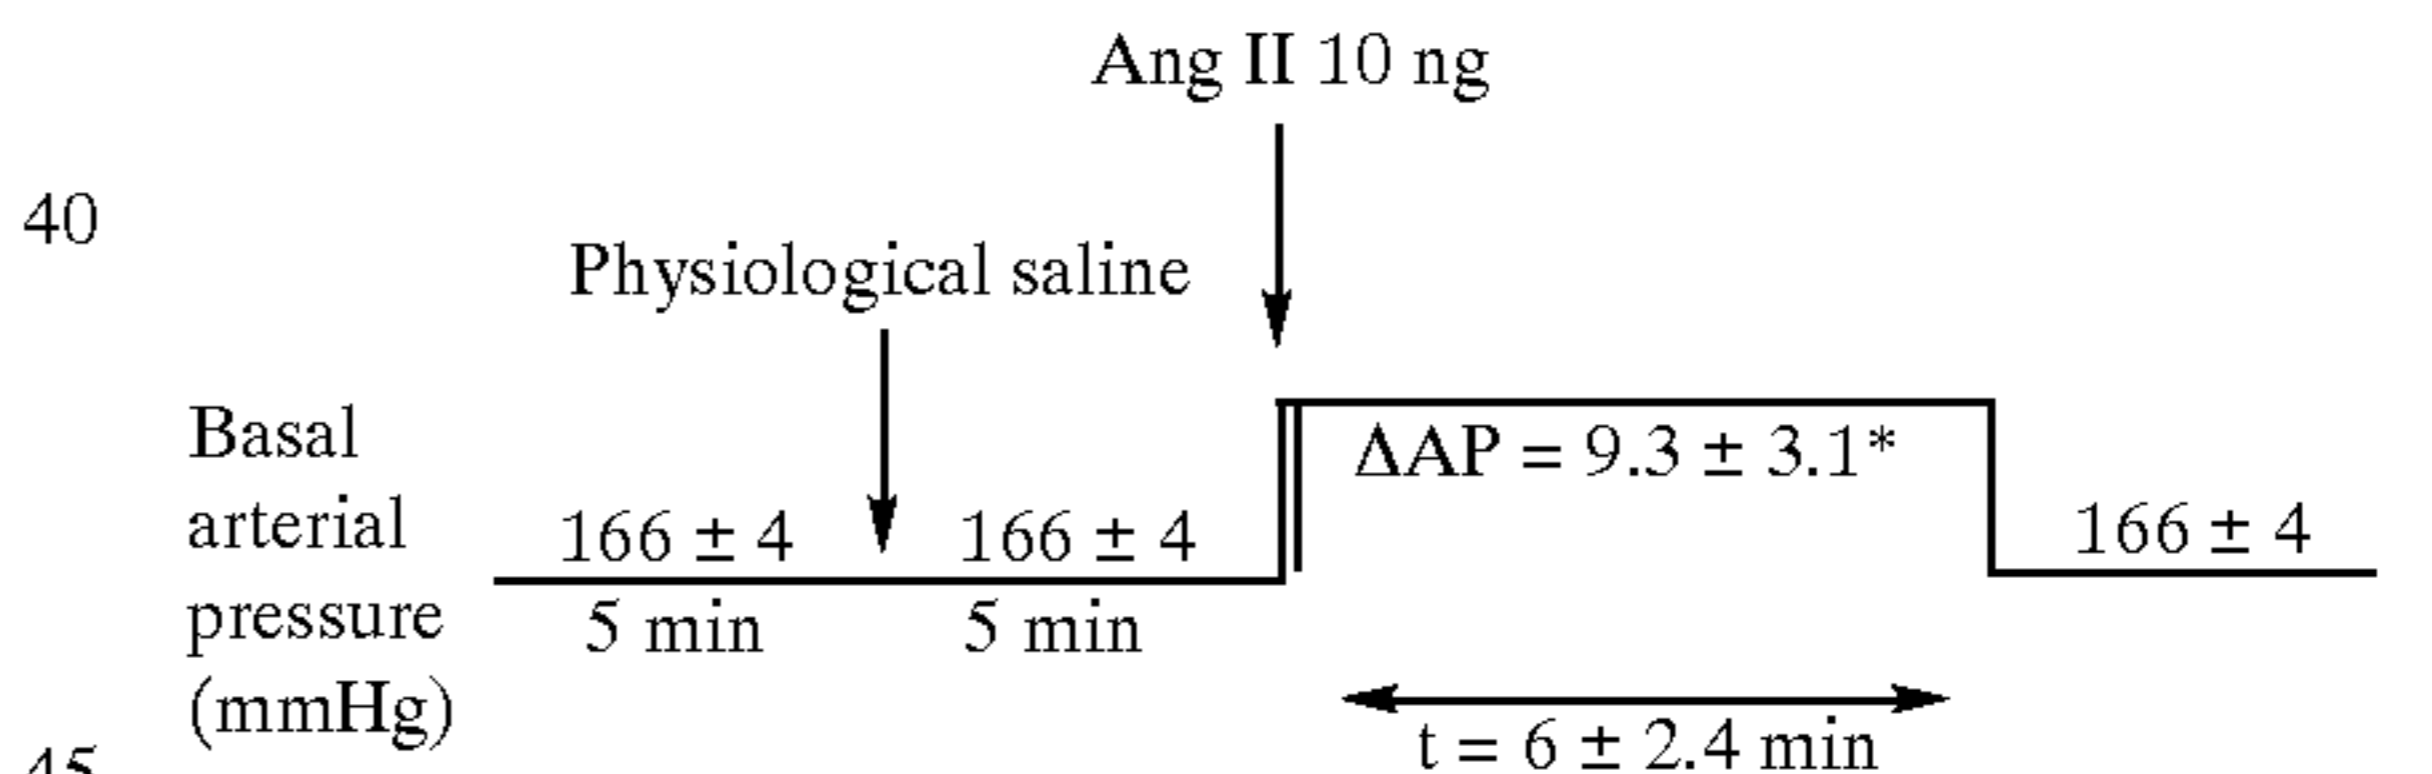 Ang II 10 ng
40
Physiological saline
Basal
arterial
pressure
(mmHg)
166 ± 4
166 ± 4
ΔAP = 9.3 ± 3.1*
166 ± 4
5 min
5 min
t = 6 ± 2.4 min
45